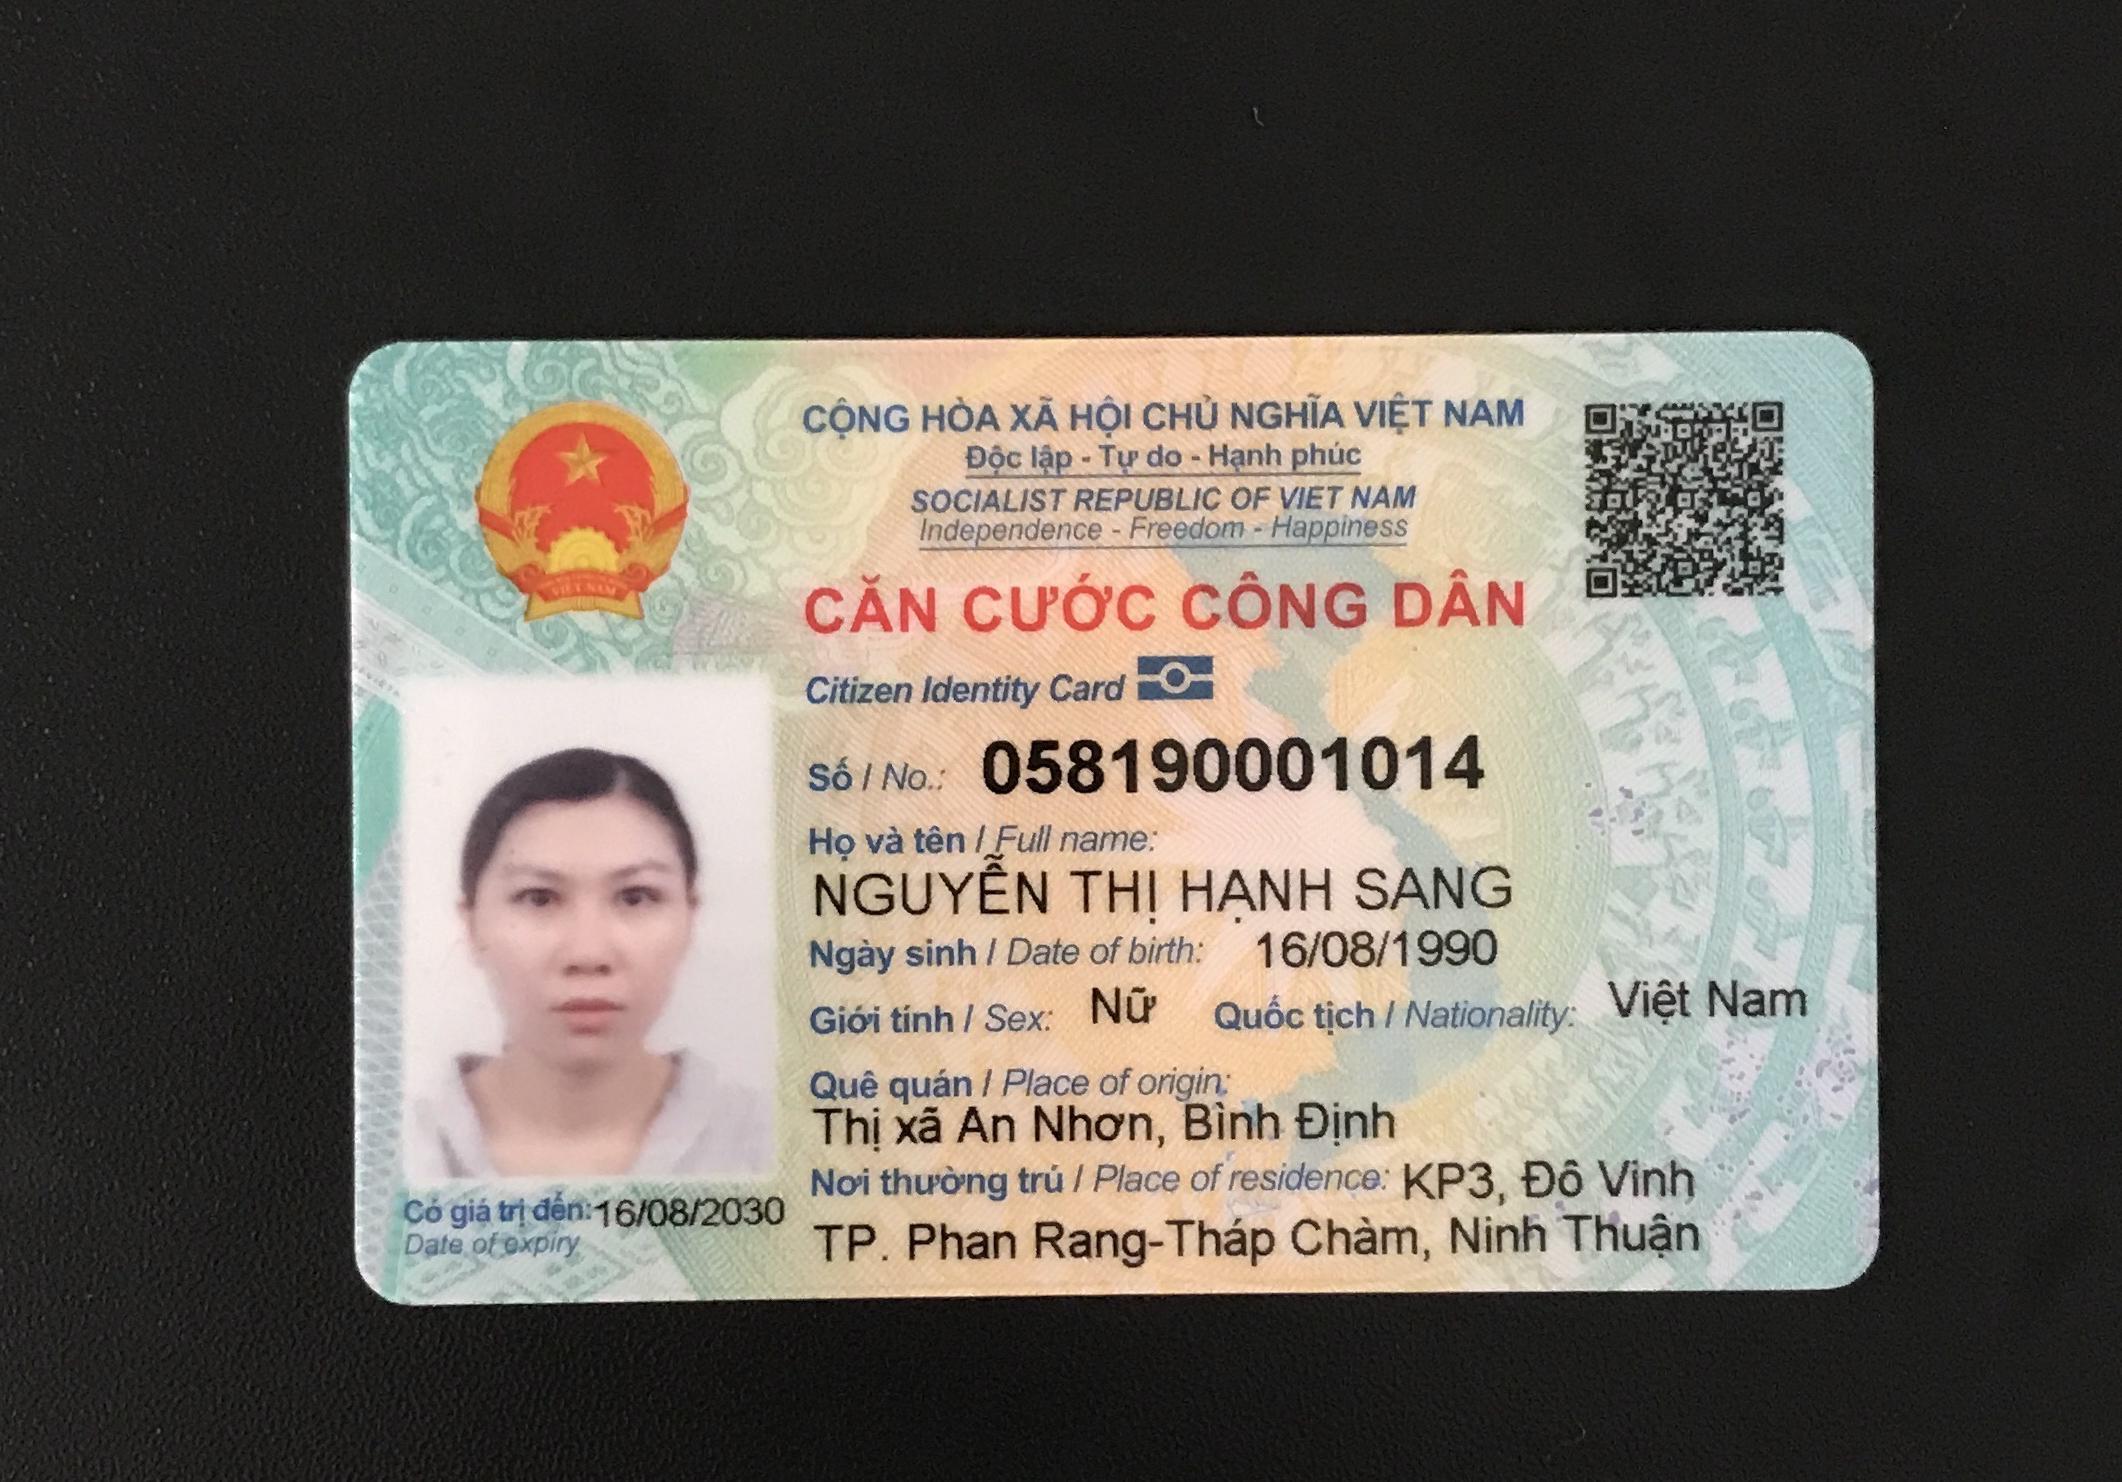 CỘNG HÒA XÃ HỘI CHỦ NGHĨA VIỆT NAM
Độc lập - Tự do - Hạnh phúc
SOCIALIST REPUBLIC OF VIET NAM
Independence - Freedom - Happiness
CĂN CƯỚC CÔNG DÂN
Citizen Identity Card
Số / No.: 058190001014
Họ và tên / Full name:
NGUYỄN THỊ HẠNH SANG
Ngày sinh / Date of birth: 16/08/1990
Giới tính / Sex: Nữ Quốc tịch / Nationality: Việt Nam
Quê quán / Place of origin:
Thị xã An Nhơn, Bình Định
Nơi thường trú / Place of residence: KP3, Đô Vinh
TP. Phan Rang-Tháp Chàm, Ninh Thuận
Có giá trị đến: 16/08/2030
Date of expiry
VIỆT NAM